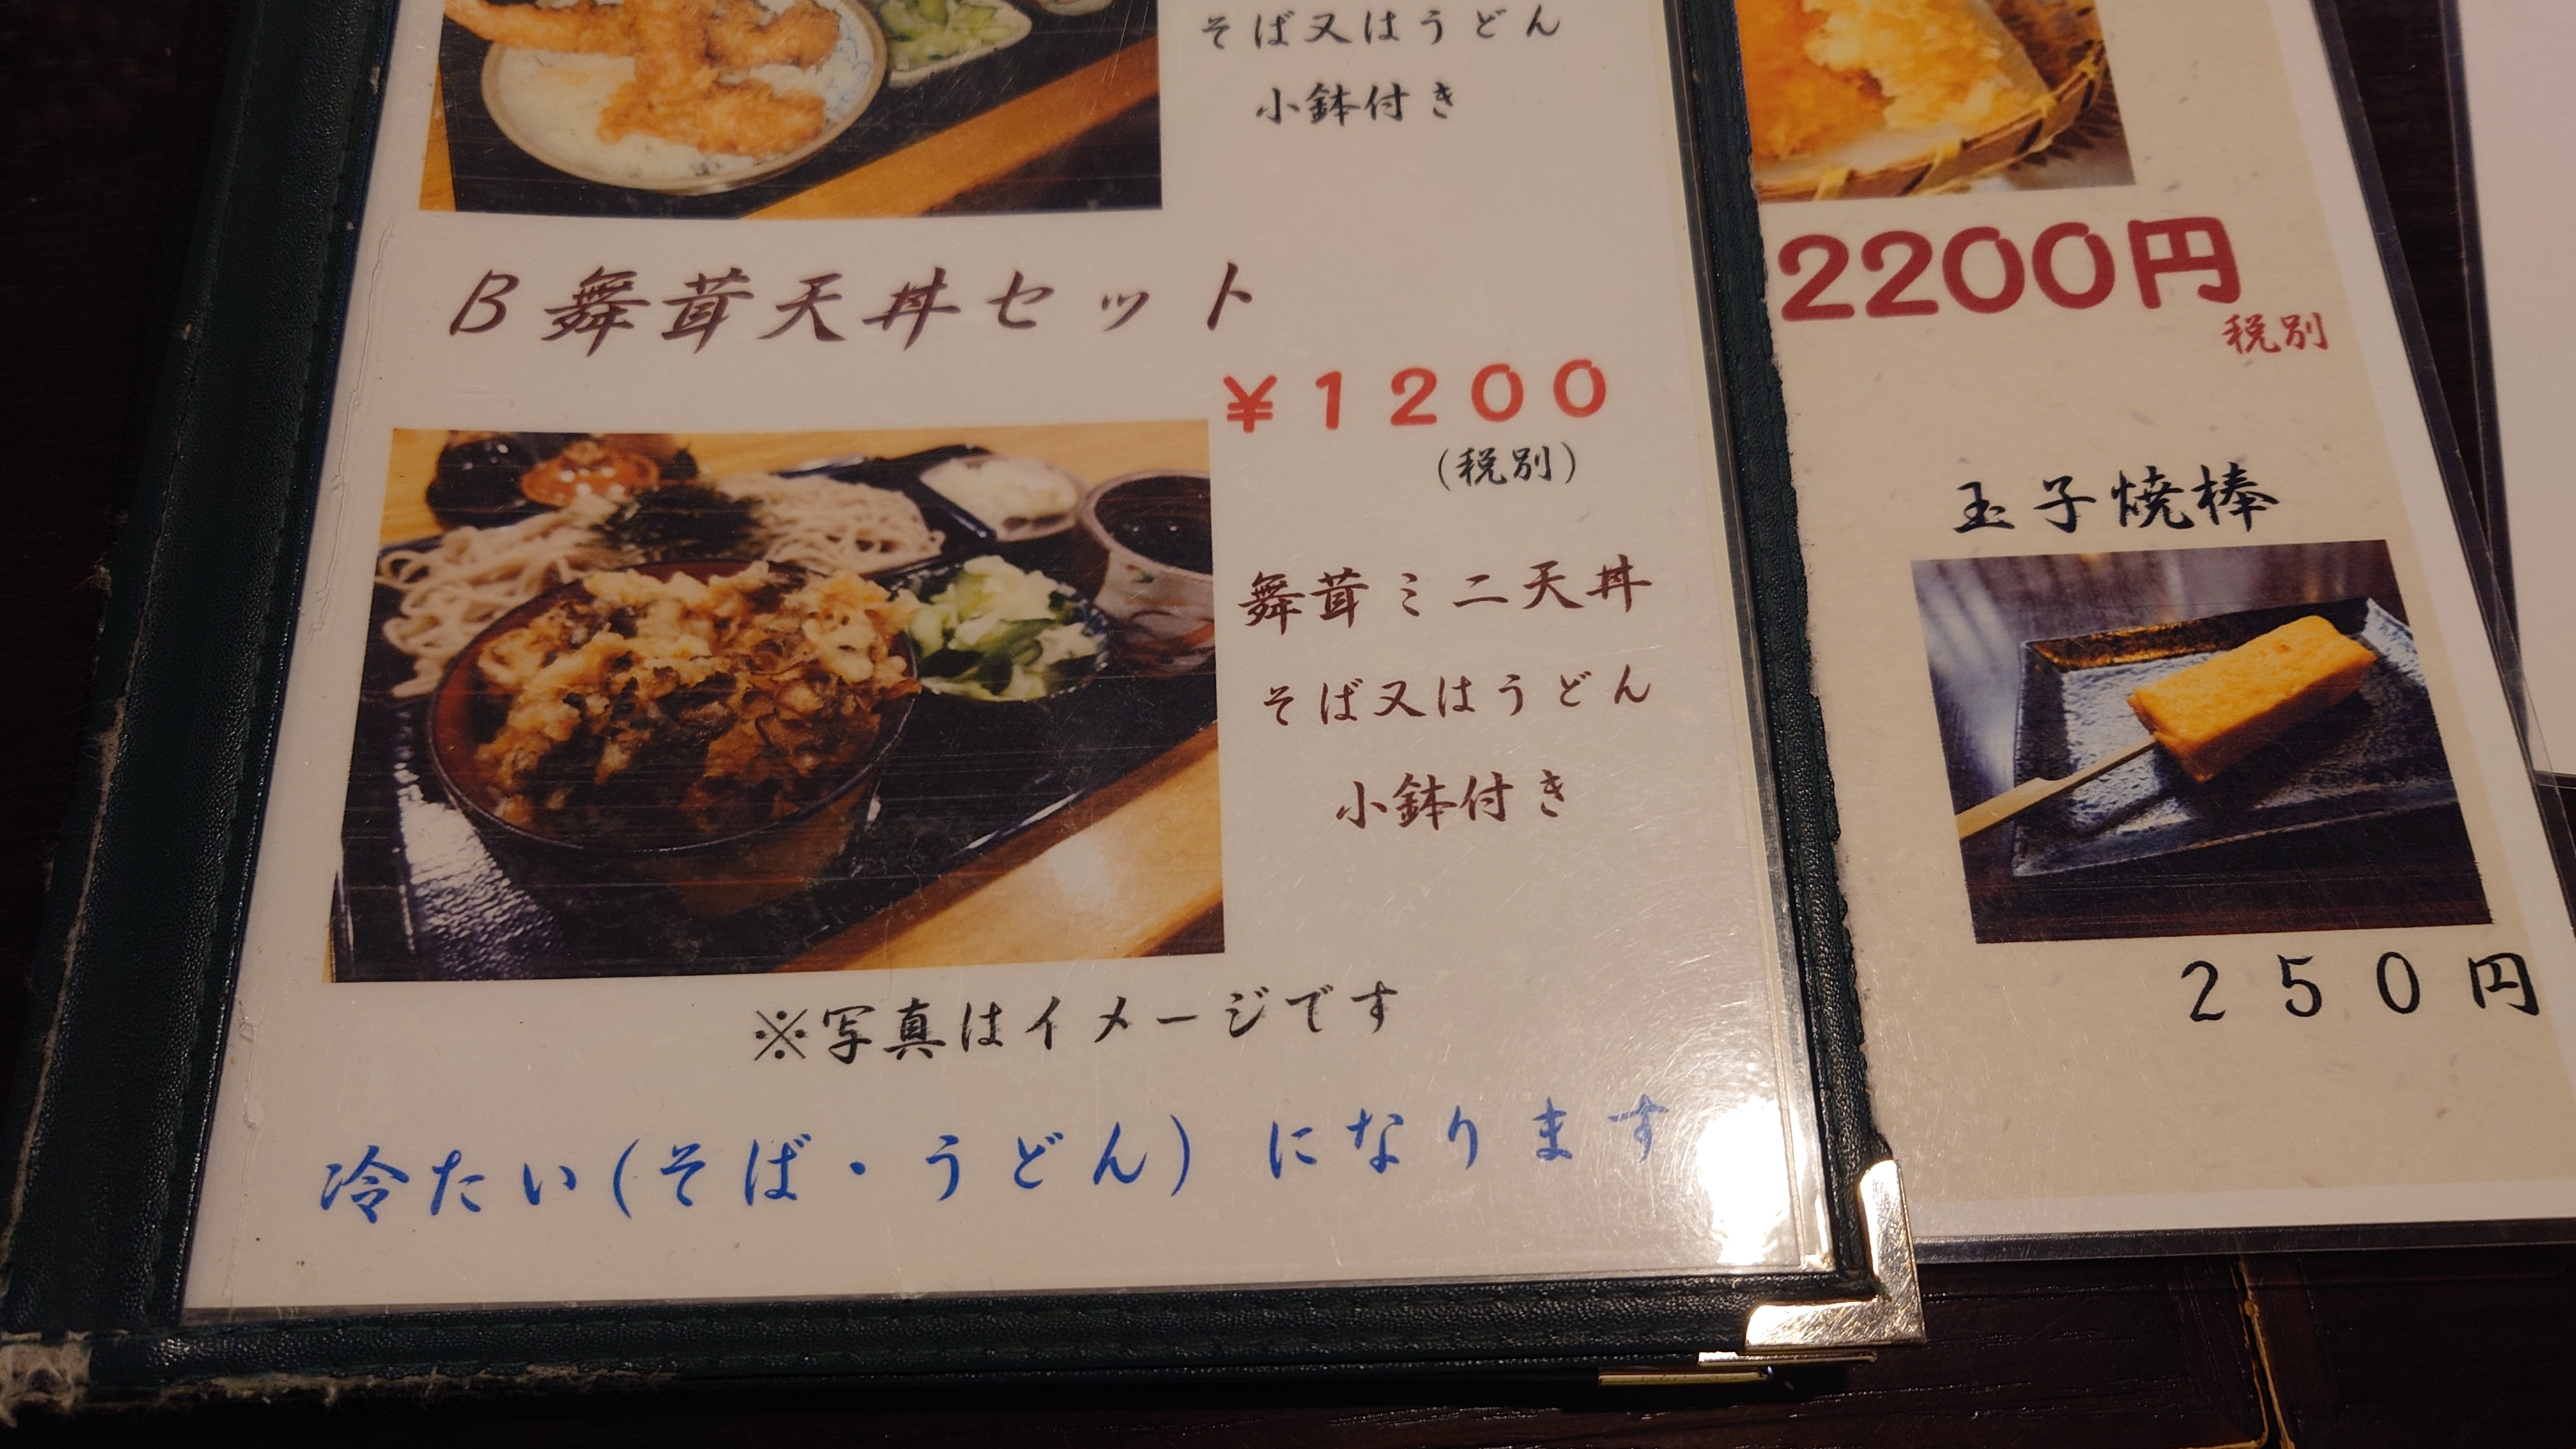 そば又はうどん
小鉢付き
B舞茸天丼セット
¥1200
(税別)
舞茸ミニ天丼
そば又はうどん
小鉢付き
※写真はイメージです
冷たい(そば・うどん)になります
2200円
税別
玉子焼棒
250円